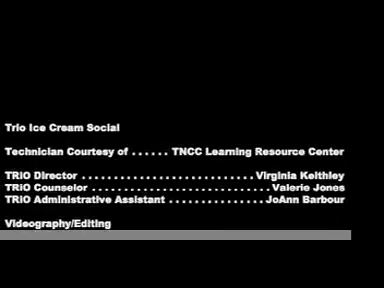 Trio Ice Cream Social
Technician Courtesy of ...... TNCC Learning Resource Center
TRiO Director ........................... Virginia Keithley
TRiO Counselor ............................ Valerie Jones
TRiO Administrative Assistant ............... JoAnn Barbour
Videography/Editing